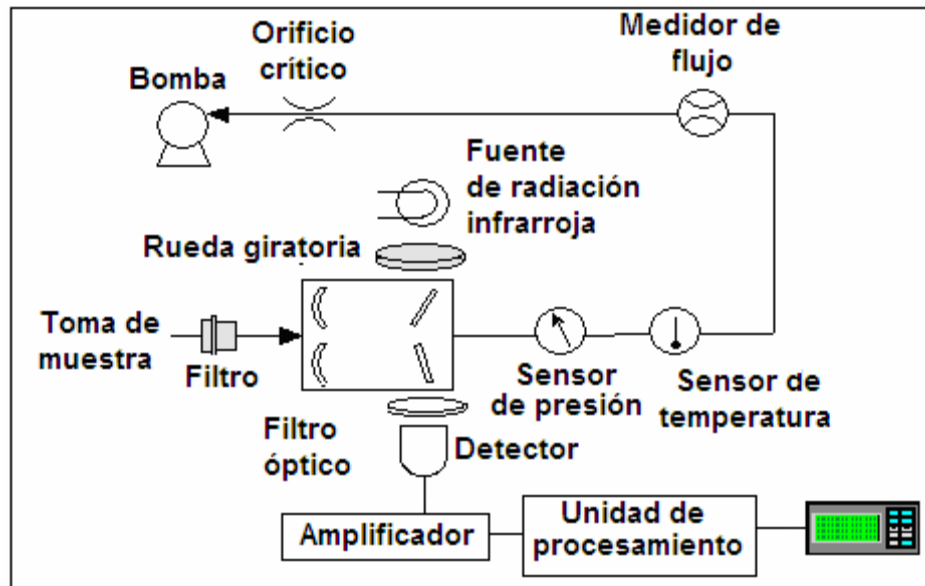 Orificio
crítico
Medidor de
flujo
Bomba
Fuente
de radiación
infrarroja
Rueda giratoria
Toma de
muestra
Filtro
Sensor
de presión
Sensor de
temperatura
Filtro
óptico
Detector
Amplificador
Unidad de
procesamiento